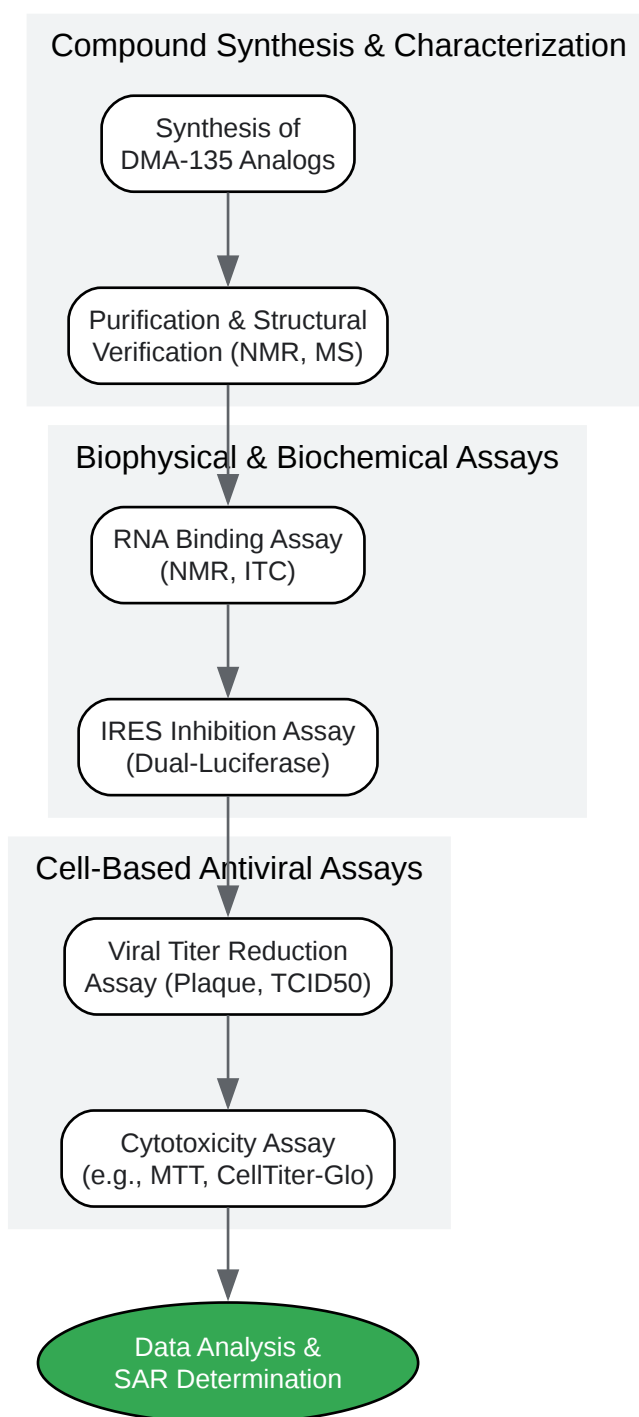 Compound Synthesis & Characterization
Synthesis of
DMA-135 Analogs
Purification & Structural
Verification (NMR, MS)
Biophysical & Biochemical Assays
RNA Binding Assay
(NMR, ITC)
IRES Inhibition Assay
(Dual-Luciferase)
Cell-Based Antiviral Assays
Viral Titer Reduction
Assay (Plaque, TCID50)
Cytotoxicity Assay
(e.g., MTT, CellTiter-Glo)
Data Analysis &
SAR Determination